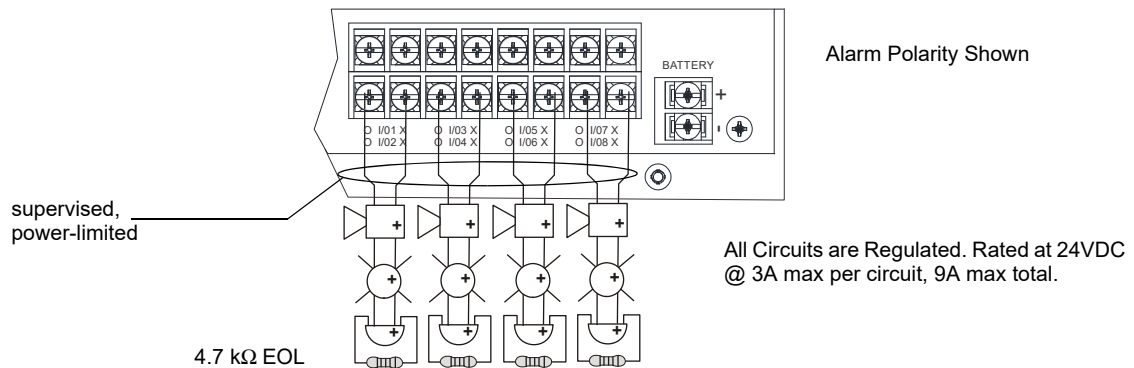 Alarm Polarity Shown
BATTERY
+
-
O I/01 X O I/03 X O I/05 X O I/07 X
O I/02 X O I/04 X O I/06 X O I/08 X
supervised,
power-limited
+ + + +
All Circuits are Regulated. Rated at 24VDC
@ 3A max per circuit, 9A max total.
+ + + +
+ + + +
4.7 kΩ EOL